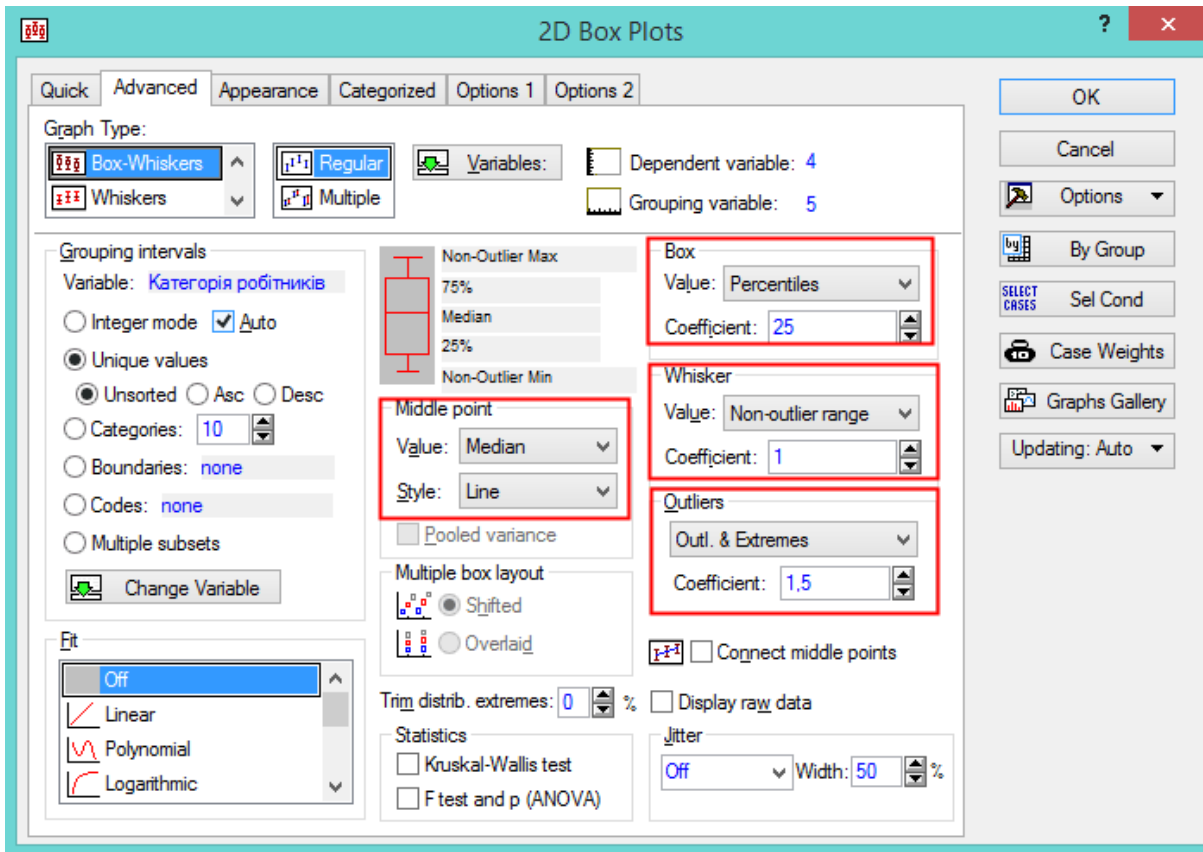 2D Box Plots
?
Quick Advanced Appearance Categorized Options 1 Options 2
Graph Type:
Box-Whiskers
Whiskers
Regular
Multiple
Variables:
Dependent variable: 4
Grouping variable: 5
Grouping intervals
Variable: Категорія робітників
Integer mode Auto
Unique values
Unsorted Asc Desc
Categories: 10
Boundaries: none
Codes: none
Multiple subsets
Change Variable
Fit
Off
Linear
Polynomial
Logarithmic
Non-Outlier Max
75%
Median
25%
Non-Outlier Min
Middle point
Value: Median
Style: Line
Pooled variance
Multiple box layout
Shifted
Overlaid
Trim distrib. extremes: 0 %
Statistics
Kruskal-Wallis test
F test and p (ANOVA)
Box
Value: Percentiles
Coefficient: 25
Whisker
Value: Non-outlier range
Coefficient: 1
Outliers
Outl. & Extremes
Coefficient: 1,5
Connect middle points
Display raw data
Jitter
Off Width: 50 %
OK
Cancel
Options
by By Group
SELECT CASES Sel Cond
Case Weights
Graphs Gallery
Updating: Auto